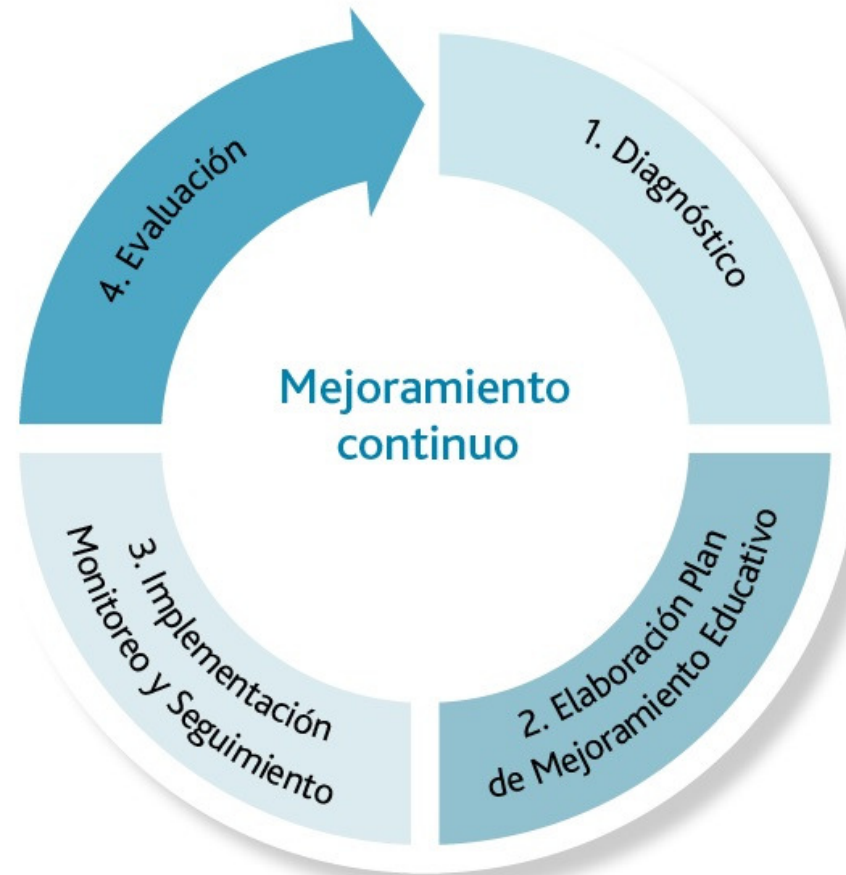 Mejoramiento
continuo
1. Diagnóstico
2. Elaboración Plan
de Mejoramiento Educativo
3. Implementación
Monitoreo y Seguimiento
4. Evaluación